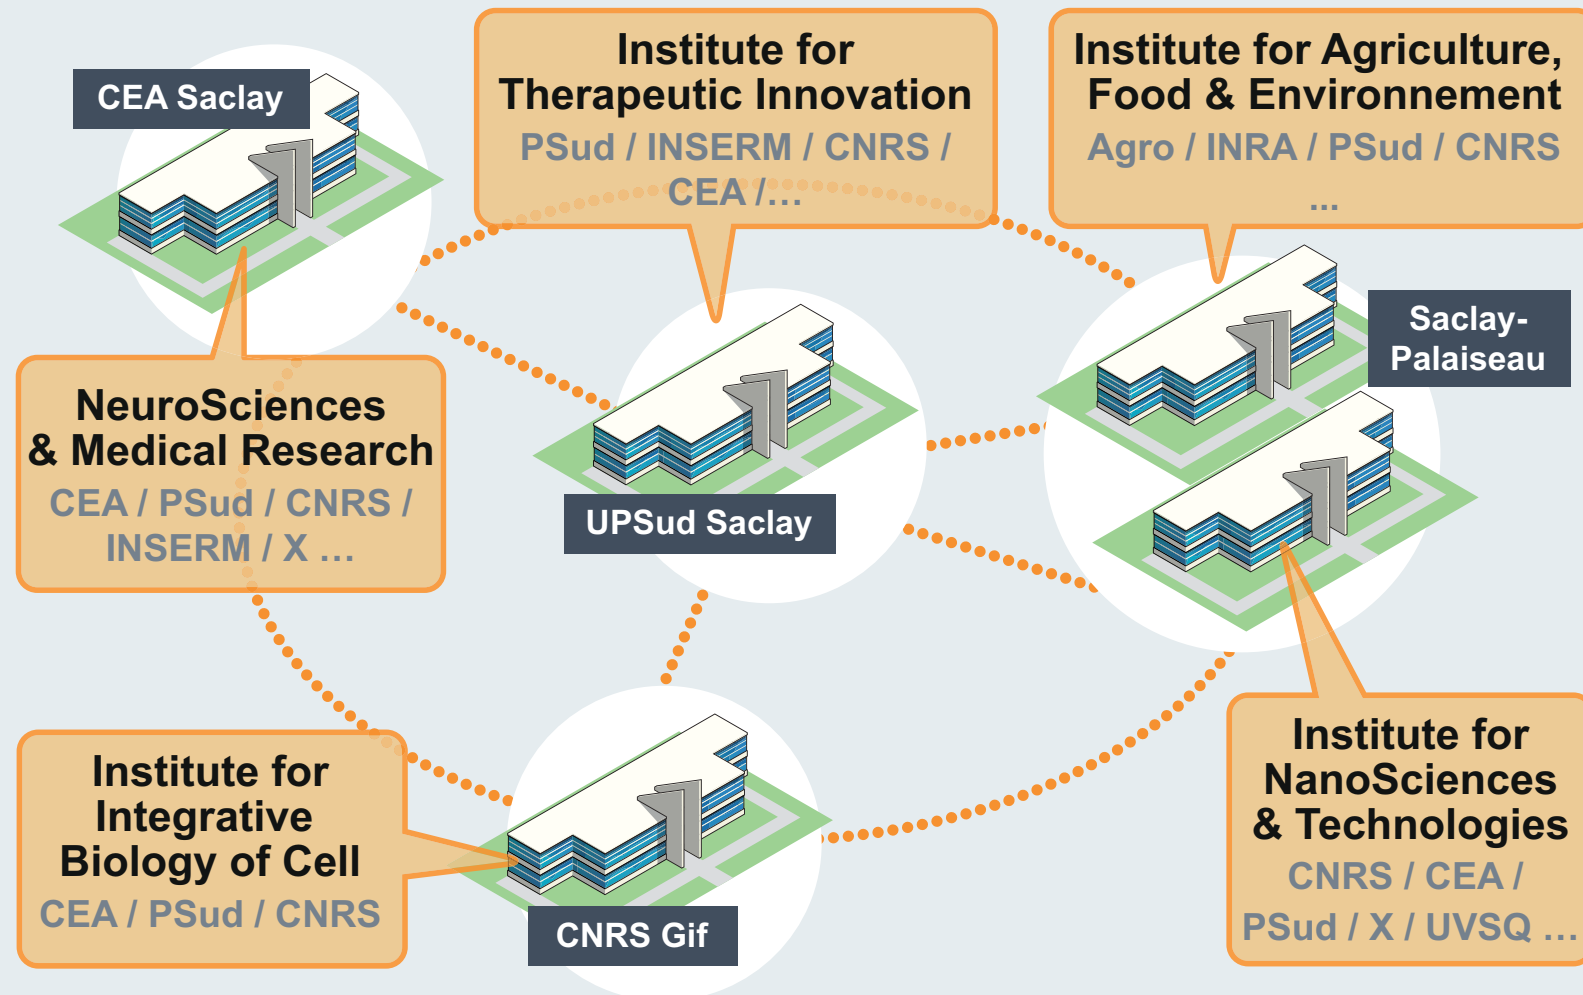 CEA Saclay
Institute for
Therapeutic Innovation
PSud / INSERM / CNRS /
CEA /...
Institute for Agriculture,
Food & Environnement
Agro / INRA / PSud / CNRS
...
Saclay-
Palaiseau
NeuroSciences
& Medical Research
CEA / PSud / CNRS /
INSERM / X ...
UPSud Saclay
Institute for
Integrative
Biology of Cell
CEA / PSud / CNRS
CNRS Gif
Institute for
NanoSciences
& Technologies
CNRS / CEA /
PSud / X / UVSQ ...